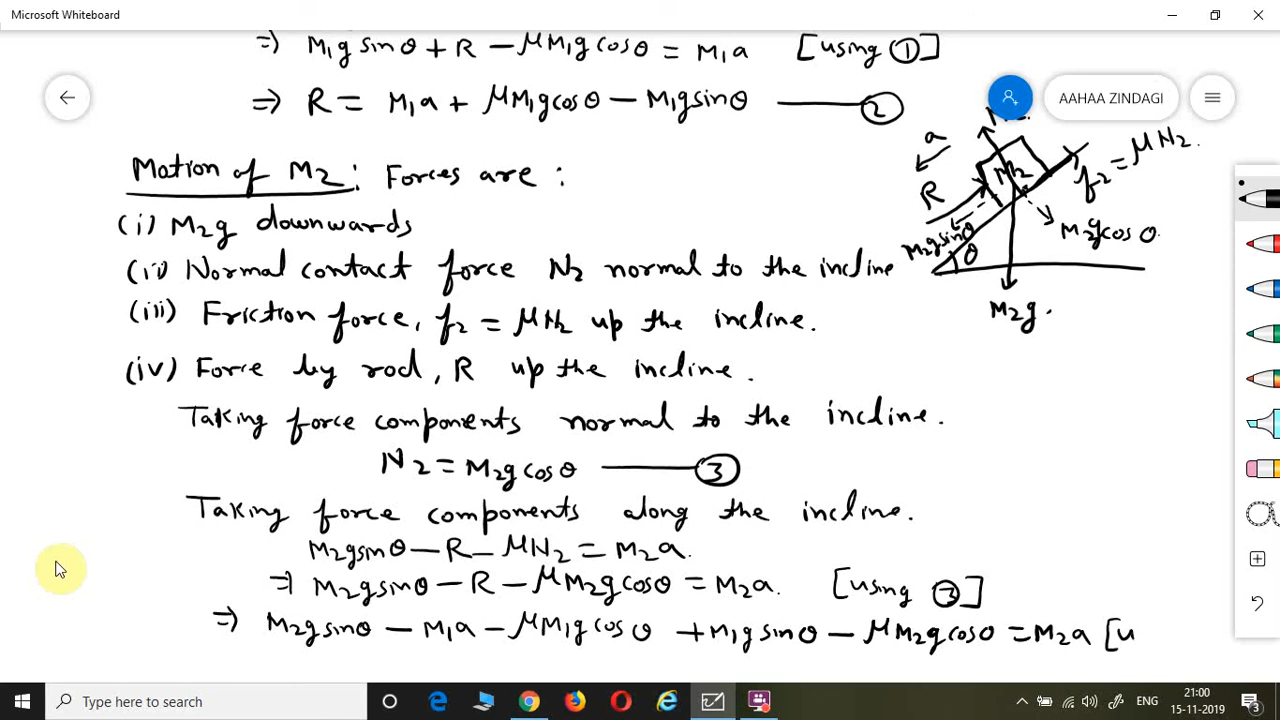 Microsoft Whiteboard
⇒ M₁g sinθ + R − μM₁g cosθ = M₁a [using ①]
⇒ R = M₁a + μM₁g cosθ − M₁g sinθ ——— ②
AAHAA ZINDAGI
Motion of M₂: Forces are :
(i) M₂g downwards
(ii) Normal contact force N₂ normal to the incline
(iii) Friction force, f₂ = μN₂ up the incline.
(iv) Force by rod, R up the incline.
Taking force components normal to the incline.
N₂ = M₂g cosθ ——— ③
Taking force components along the incline.
M₂g sinθ − R − μN₂ = M₂a.
⇒ M₂g sinθ − R − μM₂g cosθ = M₂a. [using ③]
⇒ M₂g sinθ − M₁a − μM₁g cosθ + M₁g sinθ − μM₂g cosθ = M₂a [u
a
R
M₂
f₂ = μN₂.
M₂g sinθ
θ
M₂g cosθ.
M₂g.
Type here to search
ENG
21:00
15-11-2019
3